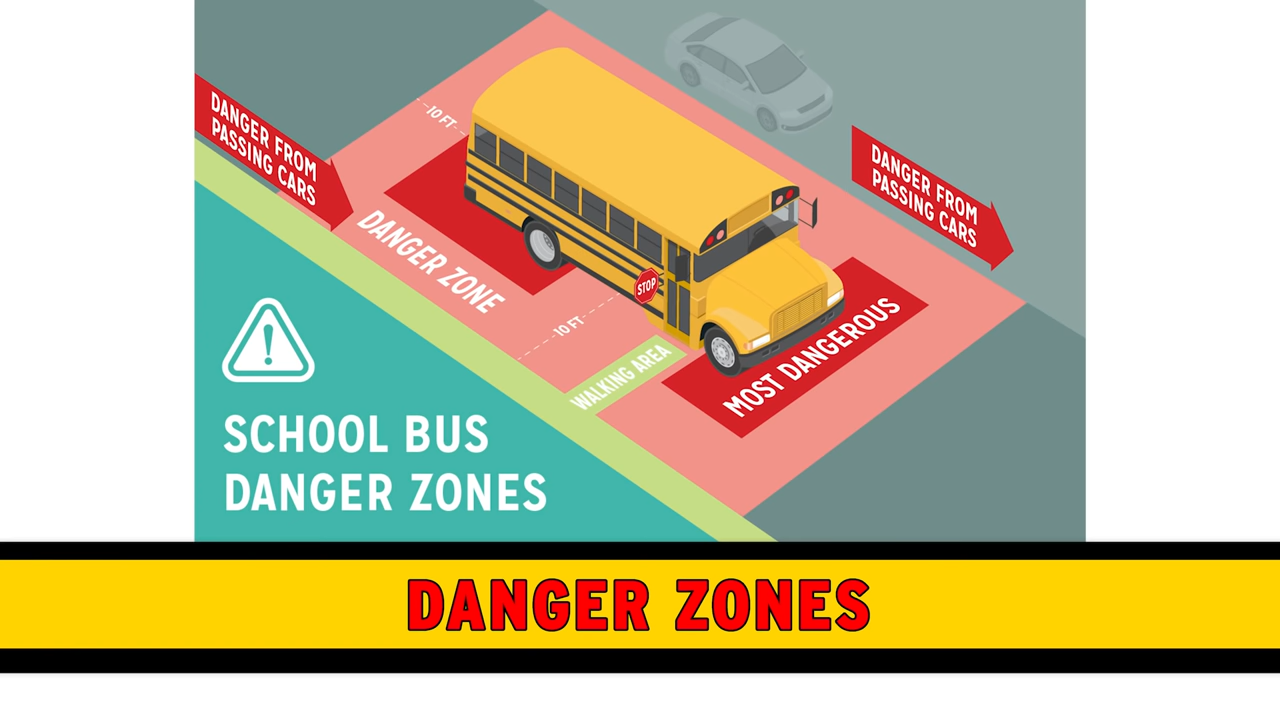 10 FT
DANGER FROM
PASSING CARS
DANGER FROM
PASSING CARS
DANGER ZONE
STOP
10 FT
MOST DANGEROUS
WALKING AREA
!
SCHOOL BUS
DANGER ZONES
DANGER ZONES